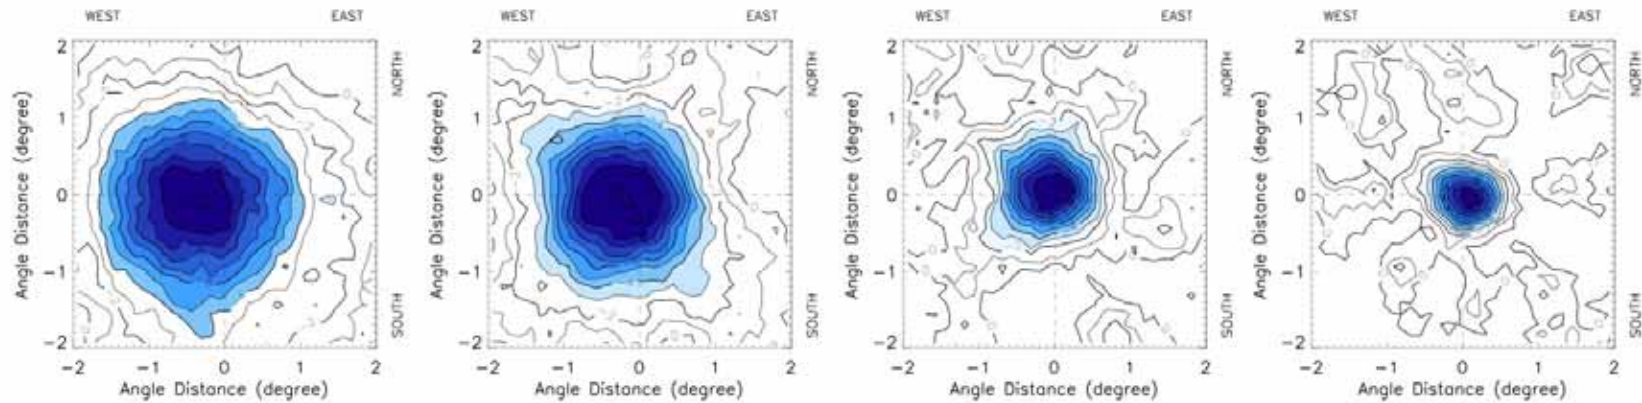 WEST EAST WEST EAST WEST EAST WEST EAST
2 2 2 2
NORTH NORTH NORTH NORTH
1 1 1 1
Angle Distance (degree) Angle Distance (degree) Angle Distance (degree) Angle Distance (degree)
0 0 0 0
−1 −1 −1 −1
SOUTH SOUTH SOUTH SOUTH
−2 −2 −2 −2
−2 −1 0 1 2 −2 −1 0 1 2 −2 −1 0 1 2 −2 −1 0 1 2
Angle Distance (degree) Angle Distance (degree) Angle Distance (degree) Angle Distance (degree)